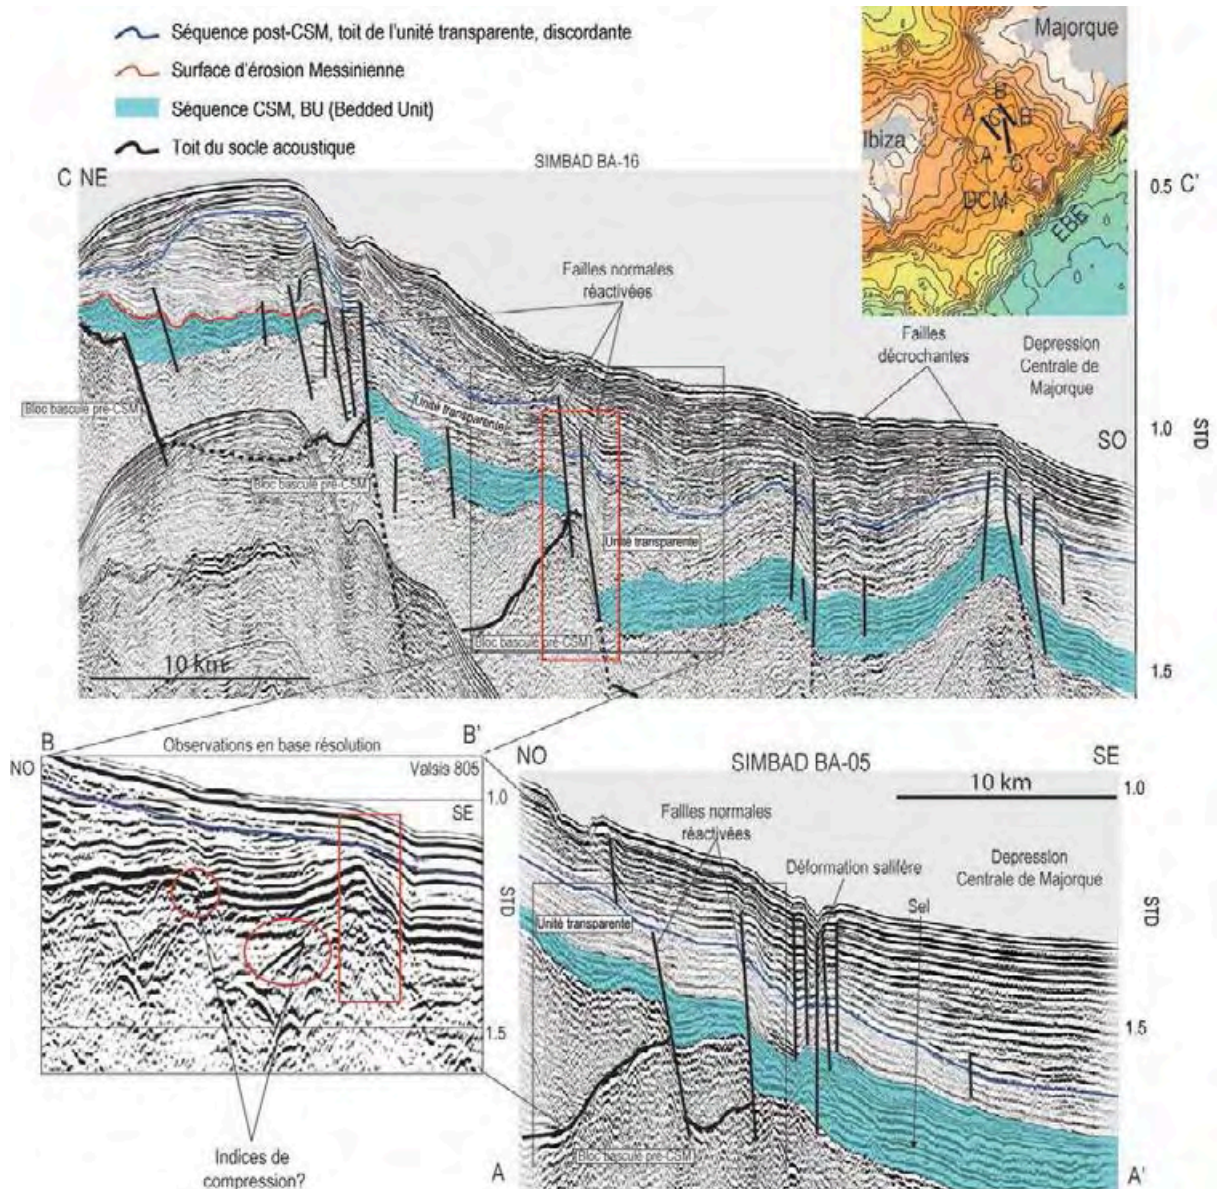 Séquence post-CSM, toit de l'unité transparente, discordante
Surface d'érosion Messinienne
Séquence CSM, BU (Bedded Unit)
Toit du socle acoustique
Majorque
B
A
C
B'
Ibiza
A'
C'
DCM
EBE
SIMBAD BA-16
C NE
0.5 C'
Failles normales
réactivées
Failles
décrochantes
Depression
Centrale de
Majorque
Bloc basculé pré-CSM
Unité transparente
1.0
SO
STD
Bloc basculé pré-CSM
Unité transparente
Bloc basculé pré-CSM
10 km
1.5
B
Observations en base résolution
B'
NO
Valsis 805
1.0
SE
STD
1.5
Indices de
compression?
NO
SIMBAD BA-05
SE
10 km
1.0
Failles normales
réactivées
Déformation salifère
Depression
Centrale de Majorque
Sel
STD
Unité transparente
1.5
Bloc basculé pré-CSM
A
A'